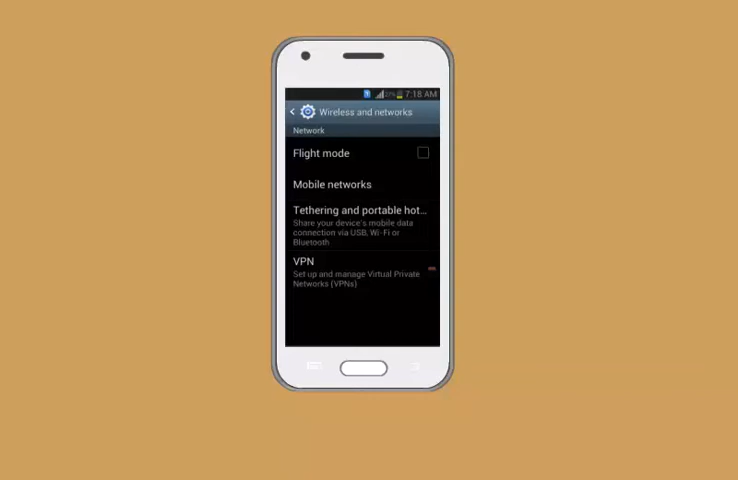 7:18 AM
Wireless and networks
Network
Flight mode
Mobile networks
Tethering and portable hot...
Share your device's mobile data
connection via USB, Wi-Fi or
Bluetooth
VPN
Set up and manage Virtual Private
Networks (VPNs)